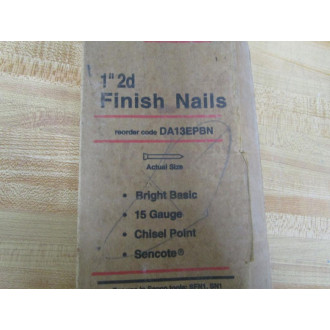 1" 2d
Finish Nails
reorder code DA13EPBN
Actual Size
• Bright Basic
• 15 Gauge
• Chisel Point
• Sencote®